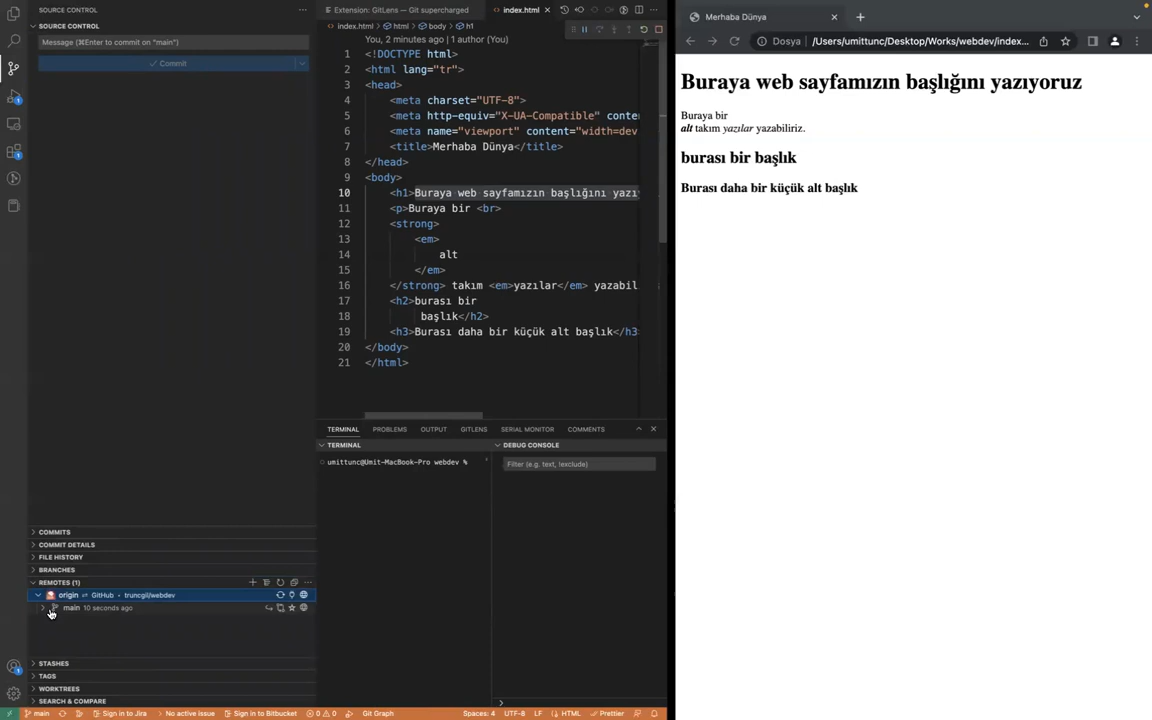 SOURCE CONTROL
SOURCE CONTROL
Message (⌘Enter to commit on "main")
Commit
COMMITS
COMMIT DETAILS
FILE HISTORY
BRANCHES
REMOTES (1)
origin ⇌ GitHub • truncgil/webdev
main 10 seconds ago
STASHES
TAGS
WORKTREES
SEARCH & COMPARE
Extension: GitLens — Git supercharged
index.html
index.html > html > body > h1
You, 2 minutes ago | 1 author (You)
1 <!DOCTYPE html>
2 <html lang="tr">
3 <head>
4 <meta charset="UTF-8">
5 <meta http-equiv="X-UA-Compatible" conte
6 <meta name="viewport" content="width=dev
7 <title>Merhaba Dünya</title>
8 </head>
9 <body>
10 <h1>Buraya web sayfamızın başlığını yazıy
11 <p>Buraya bir <br>
12 <strong>
13 <em>
14 alt
15 </em>
16 </strong> takım <em>yazılar</em> yazabil
17 <h2>burası bir
18 başlık</h2>
19 <h3>Burası daha bir küçük alt başlık</h3
20 </body>
21 </html>
TERMINAL PROBLEMS OUTPUT GITLENS SERIAL MONITOR COMMENTS
TERMINAL
umittunc@Umit-MacBook-Pro webdev %
DEBUG CONSOLE
Filter (e.g. text, !exclude)
main Sign in to Jira No active issue Sign in to Bitbucket 0 0 Git Graph Spaces: 4 UTF-8 LF HTML Prettier
Merhaba Dünya
Dosya /Users/umittunc/Desktop/Works/webdev/index...
Buraya web sayfamızın başlığını yazıyoruz
Buraya bir
alt takım yazılar yazabiliriz.
burası bir başlık
Burası daha bir küçük alt başlık